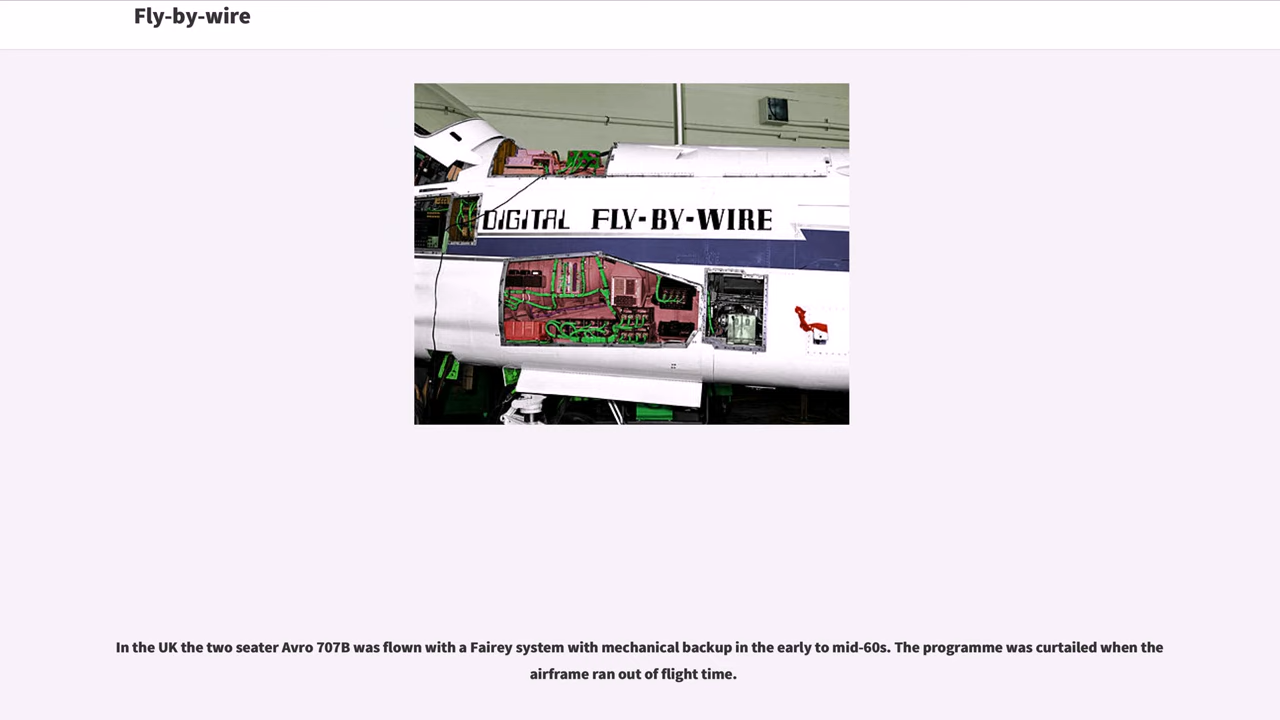 Fly-by-wire
DIGITAL FLY-BY-WIRE
In the UK the two seater Avro 707B was flown with a Fairey system with mechanical backup in the early to mid-60s. The programme was curtailed when the
airframe ran out of flight time.